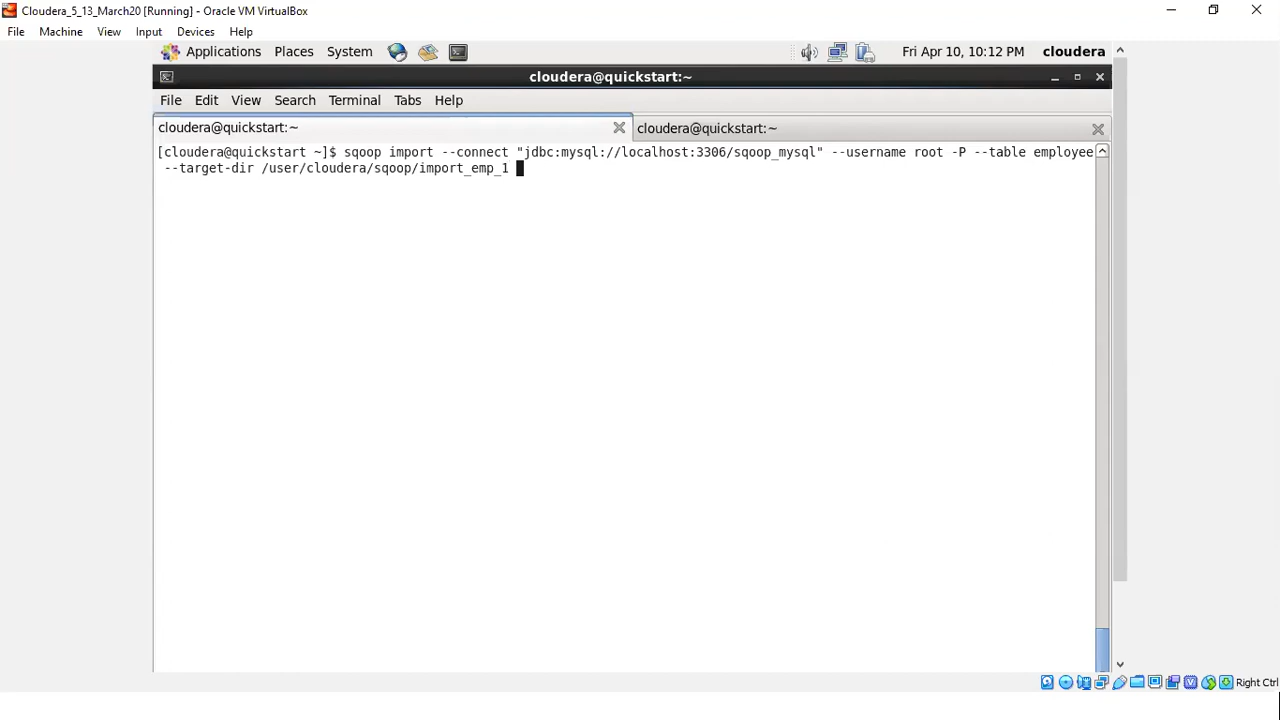 Cloudera_5_13_March20 [Running] - Oracle VM VirtualBox
File Machine View Input Devices Help
Applications Places System Fri Apr 10, 10:12 PM cloudera
cloudera@quickstart:~
File Edit View Search Terminal Tabs Help
cloudera@quickstart:~ cloudera@quickstart:~
[cloudera@quickstart ~]$ sqoop import --connect "jdbc:mysql://localhost:3306/sqoop_mysql" --username root -P --table employee
--target-dir /user/cloudera/sqoop/import_emp_1
Right Ctrl